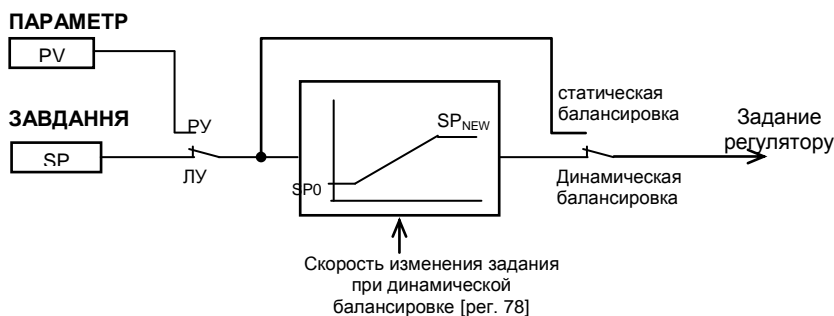 ПАРАМЕТР
PV
ЗАВДАННЯ
SP
РУ
ЛУ
SP0
SPNEW
статическая
балансировка
Динамическая
балансировка
Задание
регулятору
Скорость изменения задания
при динамической
балансировке [рег. 78]